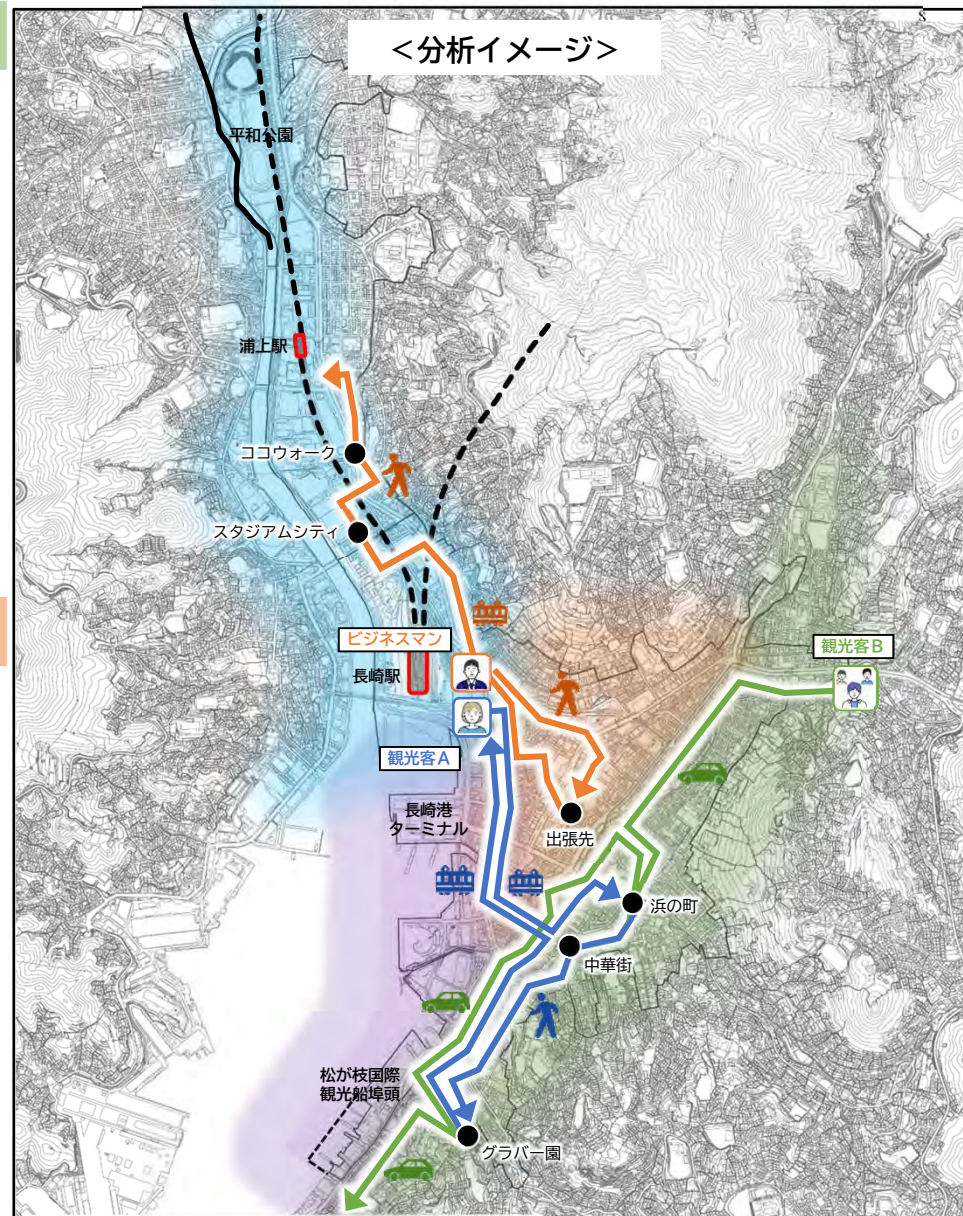 ＜分析イメージ＞
平和公園
浦上駅
ココウォーク
スタジアムシティ
ビジネスマン
長崎駅
観光客B
観光客A
長崎港
ターミナル
出張先
浜の町
中華街
松が枝国際
観光船埠頭
グラバー園